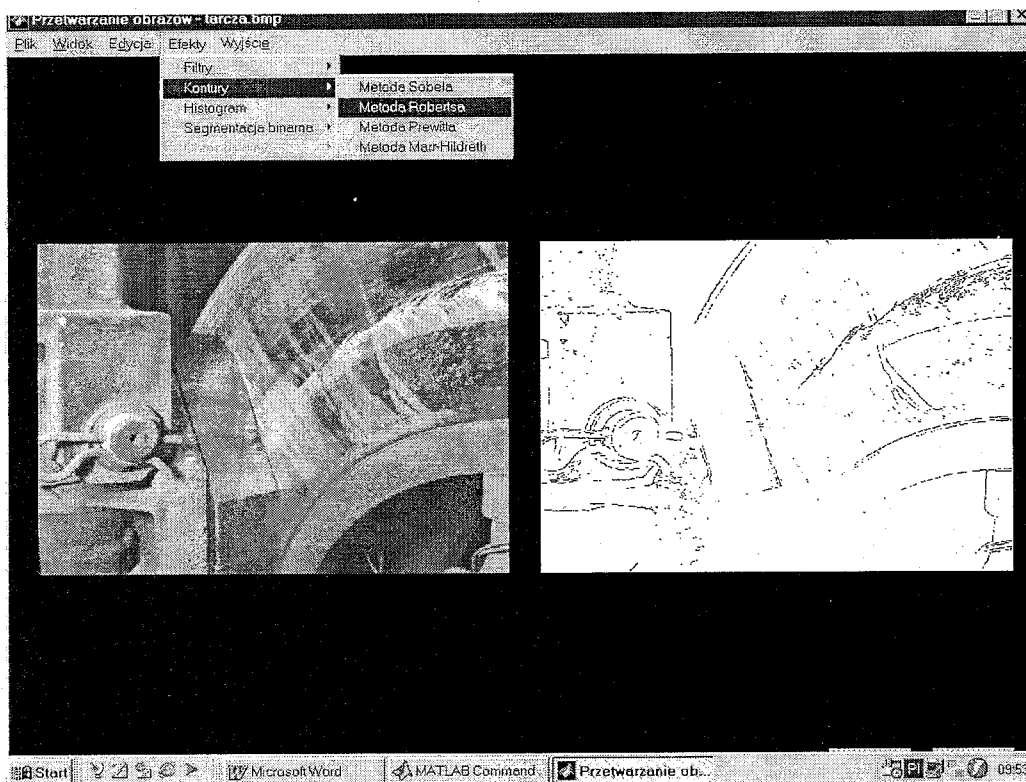 Przetwarzanie obrazów - tarcza.bmp
Plik Widok Edycja Efekty Wyjście
Filtry
Kontury
Histogram
Segmentacja binarna
Metoda Sobela
Metoda Robertsa
Metoda Prewitta
Metoda Marr-Hildreth
Start
Microsoft Word
MATLAB Command
Przetwarzanie ob...
Pl